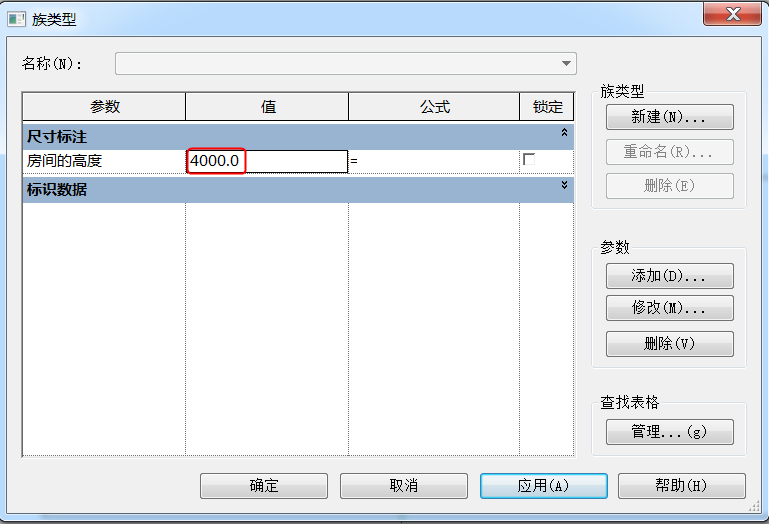 族类型
名称(N):
参数 值 公式 锁定
尺寸标注
房间的高度 4000.0 =
标识数据
族类型
新建(N)...
重命名(R)...
删除(E)
参数
添加(D)...
修改(M)...
删除(V)
查找表格
管理...(g)
确定 取消 应用(A) 帮助(H)